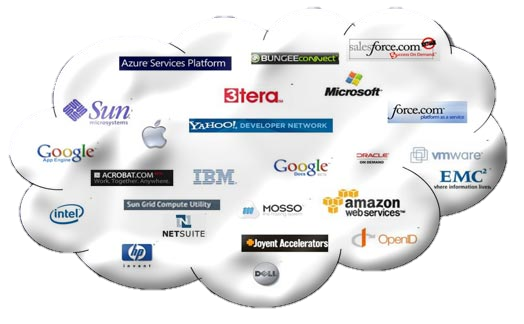 Azure Services Platform
BUNGEECONNECT
salesforce.com
Success On Demand
3tera
Microsoft
Sun
microsystems
force.com
platform as a service
YAHOO! DEVELOPER NETWORK
Google
App Engine
ACROBAT.COM
Work. Together. Anywhere.
IBM
Google
Docs
ORACLE
ON DEMAND
vmware
EMC²
where information lives
intel
Sun Grid Compute Utility
NETSUITE
MOSSO
amazon
webservices™
hp
invent
Joyent Accelerators
OpenID
DELL